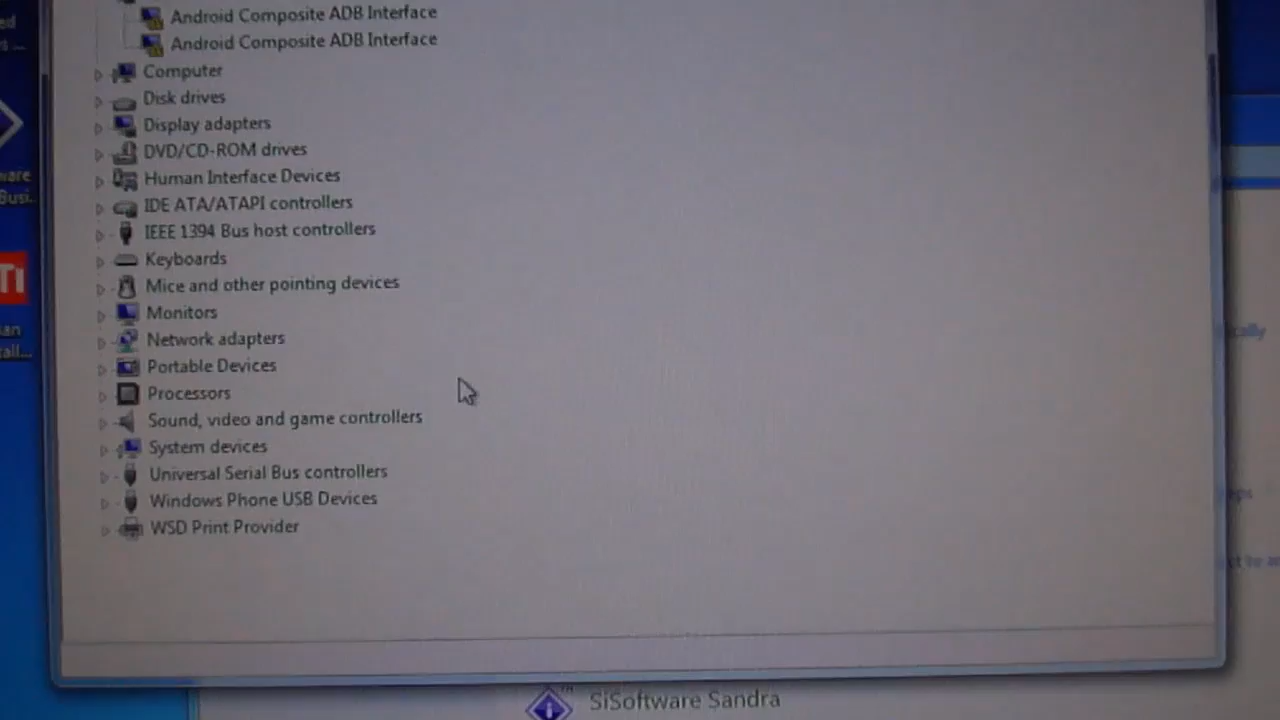 Android Composite ADB Interface
Android Composite ADB Interface
Computer
Disk drives
Display adapters
DVD/CD-ROM drives
Human Interface Devices
IDE ATA/ATAPI controllers
IEEE 1394 Bus host controllers
Keyboards
Mice and other pointing devices
Monitors
Network adapters
Portable Devices
Processors
Sound, video and game controllers
System devices
Universal Serial Bus controllers
Windows Phone USB Devices
WSD Print Provider
SiSoftware Sandra